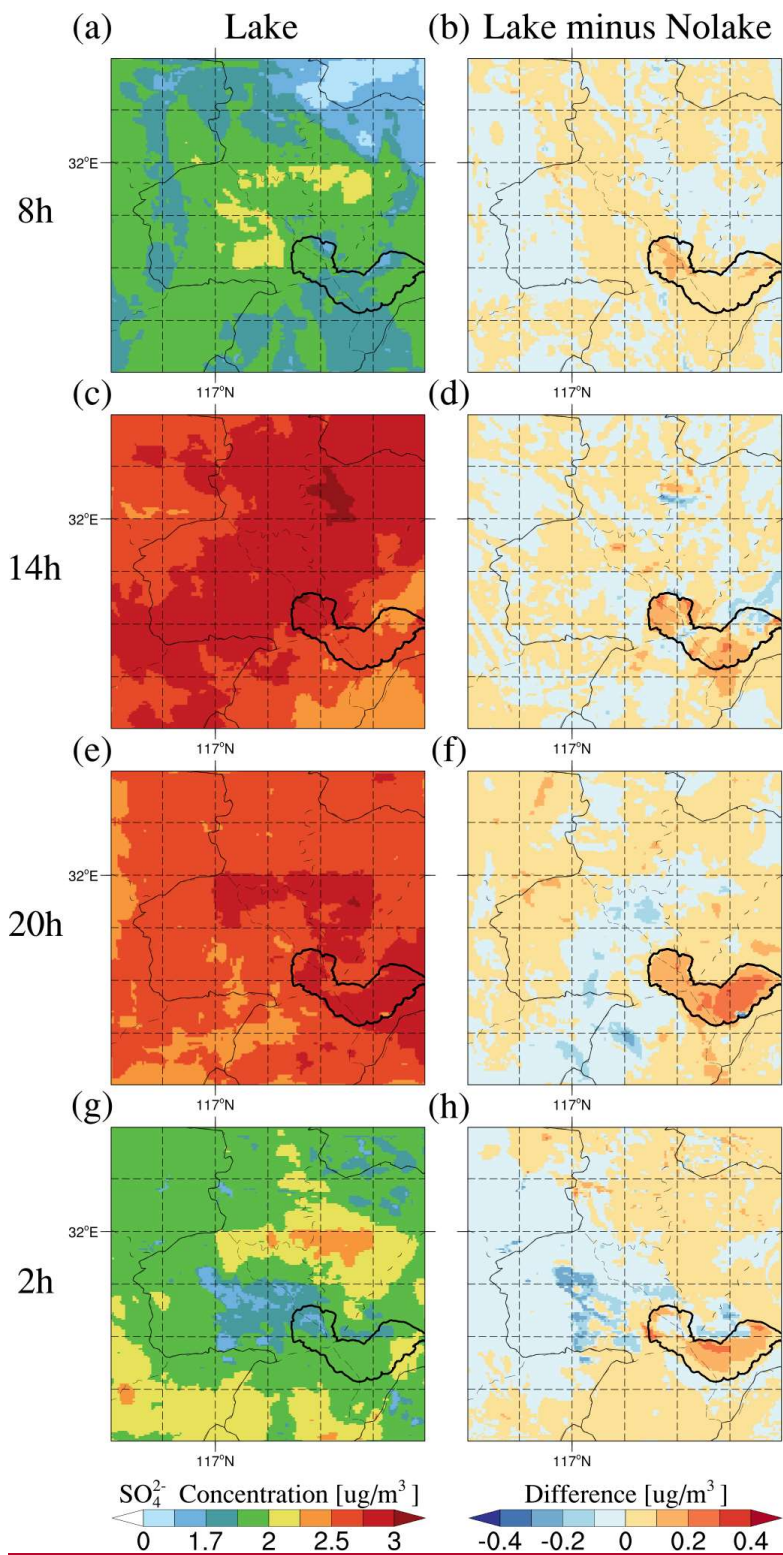 (a) Lake (b) Lake minus Nolake
8h
32°E
117°N 117°N
(c) (d)
14h
32°E
117°N 117°N
(e) (f)
20h
32°E
117°N 117°N
(g) (h)
2h
32°E
117°N 117°N
SO₄²⁻ Concentration [ug/m³] Difference [ug/m³]
0 1.7 2 2.5 3 -0.4 -0.2 0 0.2 0.4